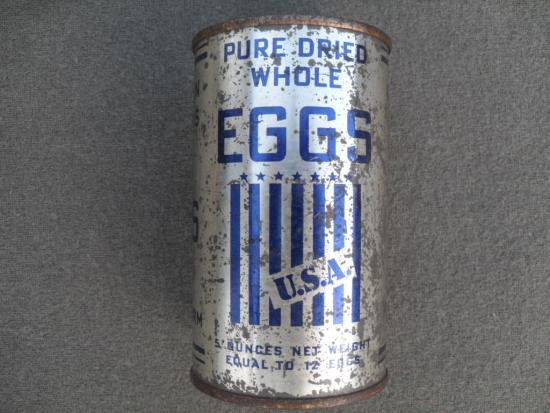 PURE DRIED
WHOLE
EGGS
U.S.A.
5 OUNCES NET WEIGHT
EQUAL TO 12 EGGS